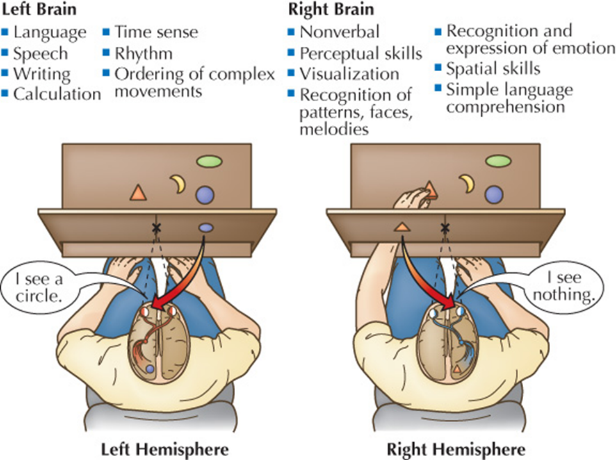 Left Brain
Language
Speech
Writing
Calculation
Time sense
Rhythm
Ordering of complex
movements
Right Brain
Nonverbal
Perceptual skills
Visualization
Recognition of
patterns, faces,
melodies
Recognition and
expression of emotion
Spatial skills
Simple language
comprehension
I see a
circle.
I see
nothing.
Left Hemisphere
Right Hemisphere